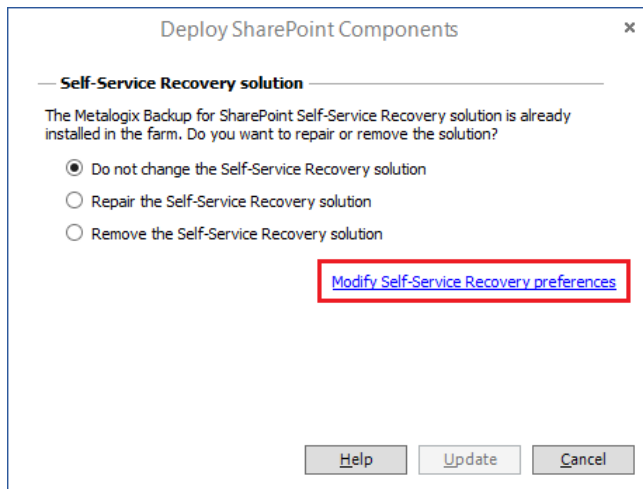 Deploy SharePoint Components
Self-Service Recovery solution
The Metalogix Backup for SharePoint Self-Service Recovery solution is already
installed in the farm. Do you want to repair or remove the solution?
Do not change the Self-Service Recovery solution
Repair the Self-Service Recovery solution
Remove the Self-Service Recovery solution
Modify Self-Service Recovery preferences
Help Update Cancel